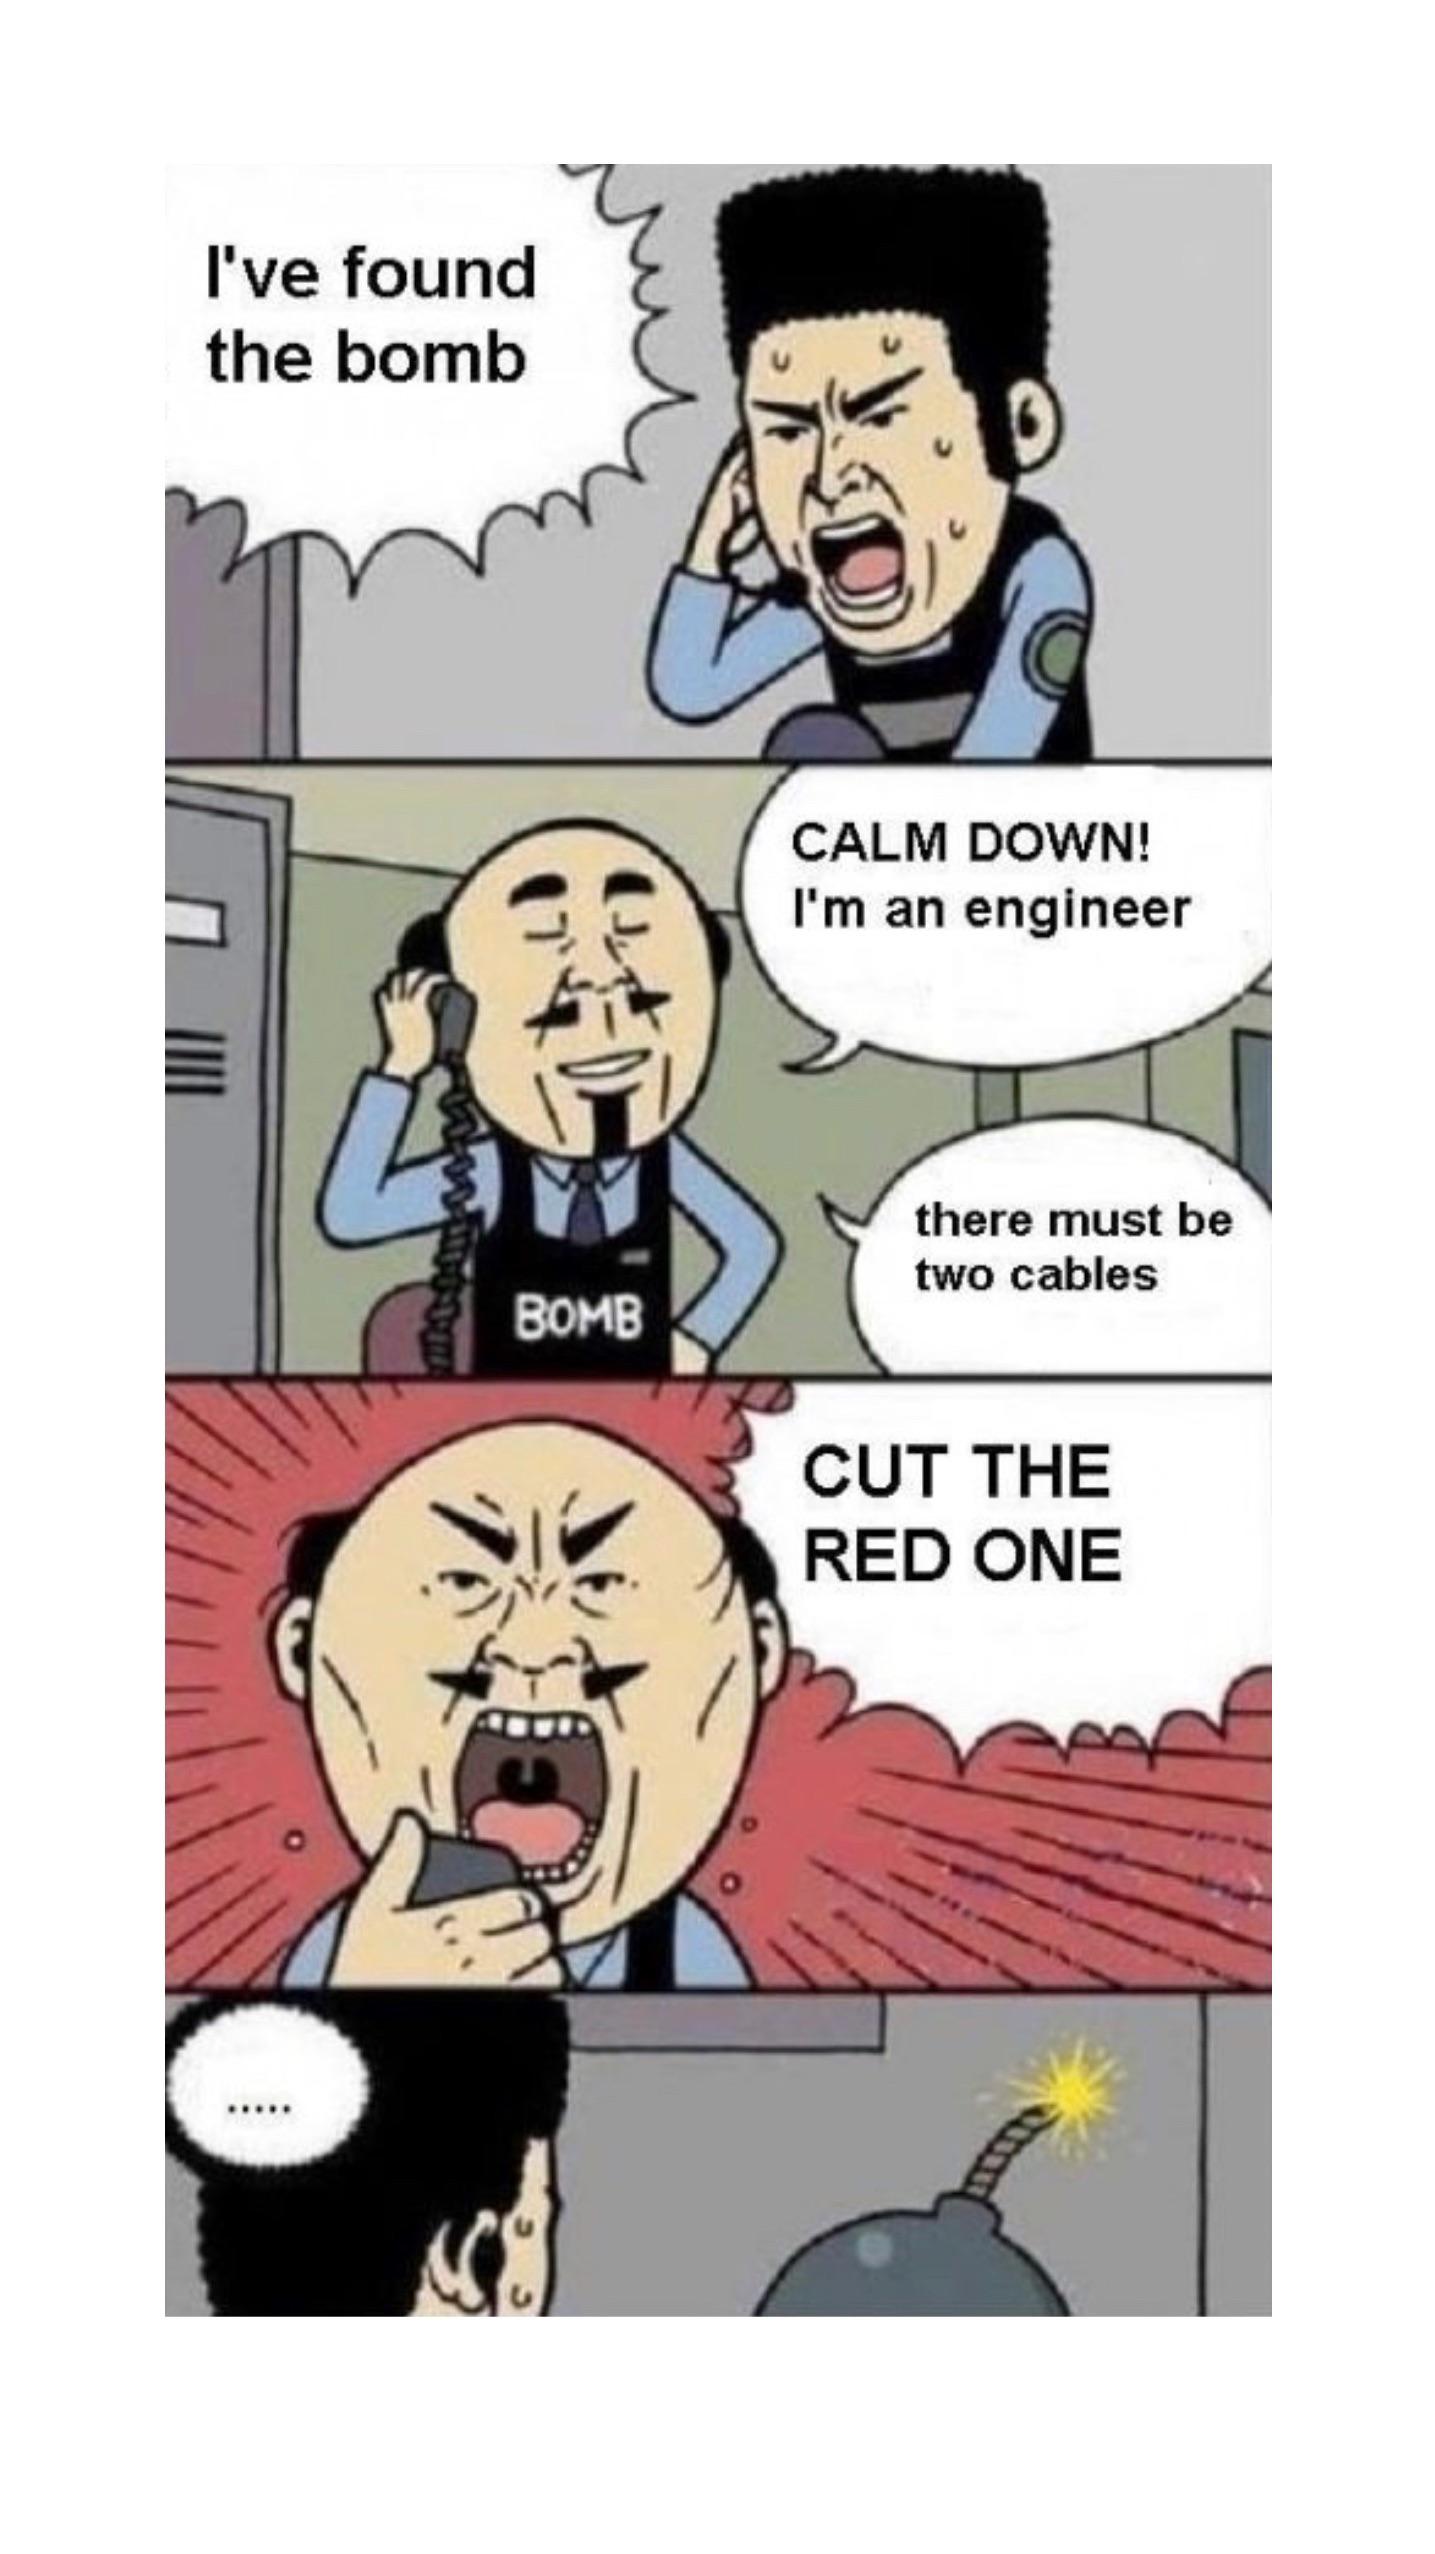 I've found
the bomb
CALM DOWN!
I'm an engineer
there must be
two cables
BOMB
CUT THE
RED ONE
.....